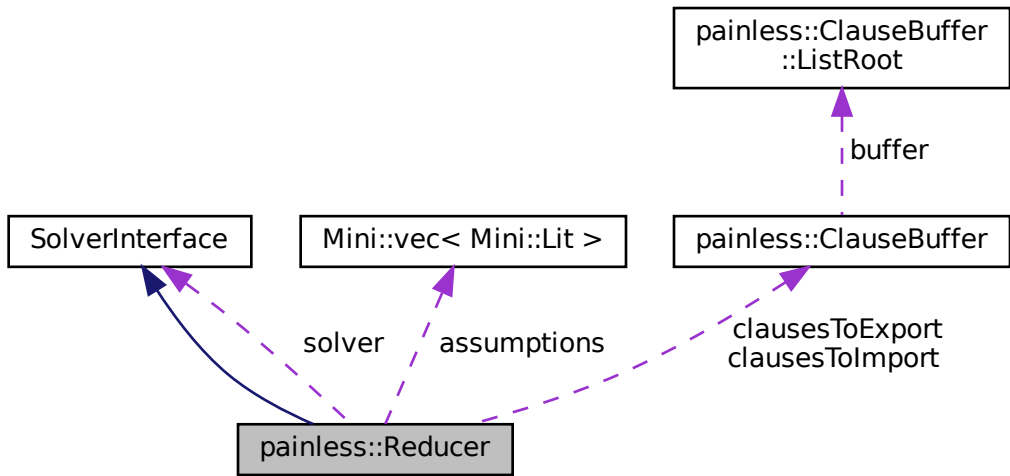 painless::ClauseBuffer
::ListRoot
buffer
SolverInterface
Mini::vec< Mini::Lit >
painless::ClauseBuffer
solver
assumptions
clausesToExport
clausesToImport
painless::Reducer